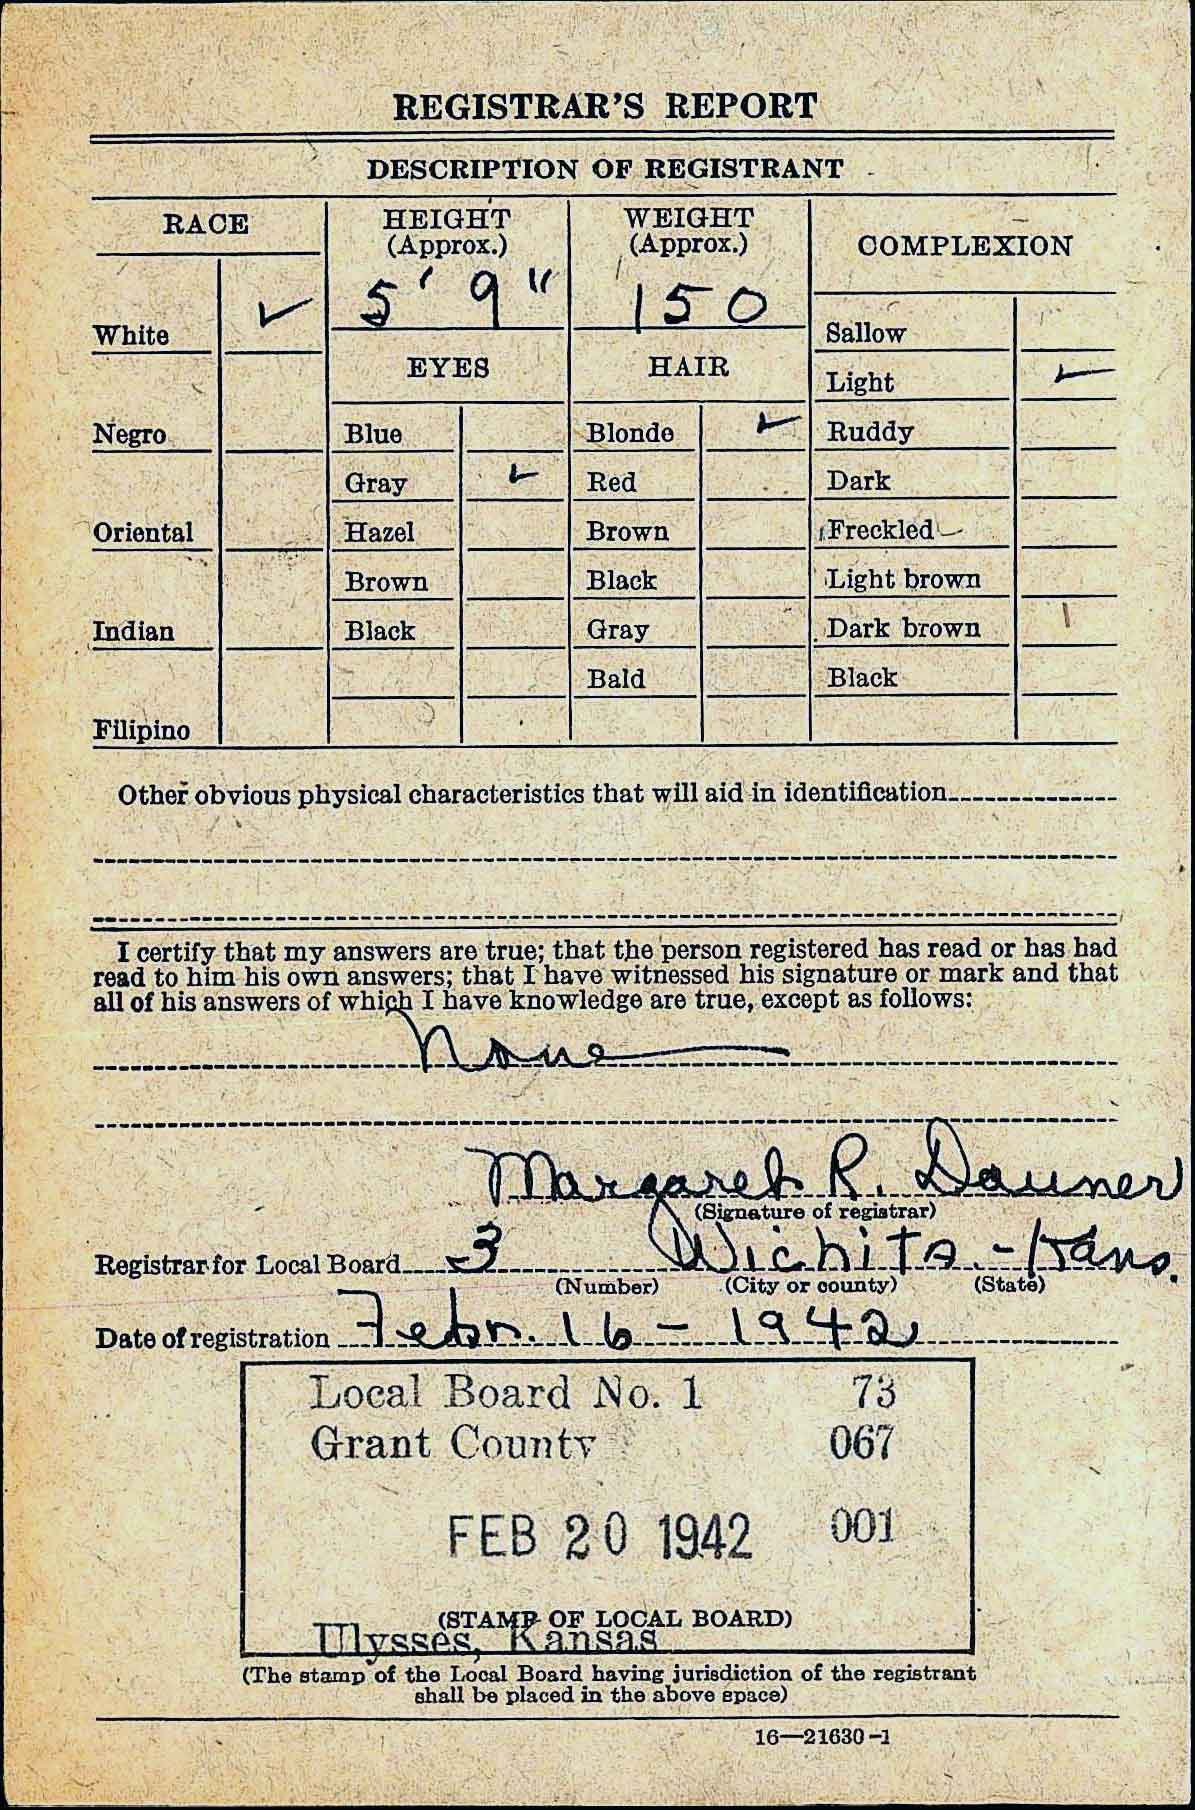 REGISTRAR'S REPORT
DESCRIPTION OF REGISTRANT
RACE
HEIGHT
(Approx.)
WEIGHT
(Approx.)
COMPLEXION
White ✓
5' 9"
150
Sallow
EYES
HAIR
Light ✓
Negro
Blue
Blonde ✓
Ruddy
Gray ✓
Red
Dark
Oriental
Hazel
Brown
Freckled
Brown
Black
Light brown
Indian
Black
Gray
Dark brown
Bald
Black
Filipino
Other obvious physical characteristics that will aid in identification
I certify that my answers are true; that the person registered has read or has had
read to him his own answers; that I have witnessed his signature or mark and that
all of his answers of which I have knowledge are true, except as follows:
None
Margaret R. Dauner
(Signature of registrar)
Registrar for Local Board 3 Wichita - Kans.
(Number) (City or county) (State)
Date of registration Febr. 16 - 1942
Local Board No. 1 73
Grant County 067
FEB 20 1942 001
(STAMP OF LOCAL BOARD)
Ulysses, Kansas
(The stamp of the Local Board having jurisdiction of the registrant
shall be placed in the above space)
16—21630-1